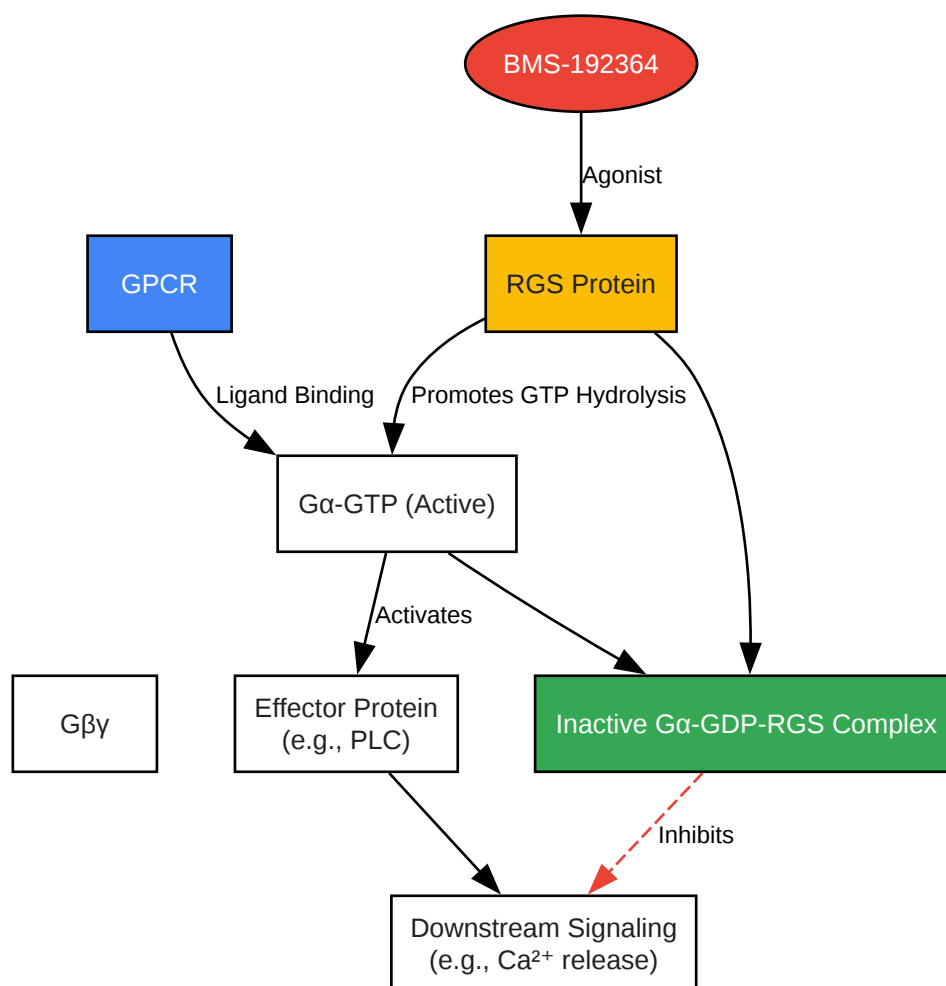 BMS-192364
Agonist
GPCR
RGS Protein
Ligand Binding
Promotes GTP Hydrolysis
Gα-GTP (Active)
Activates
Gβγ
Effector Protein
(e.g., PLC)
Inactive Gα-GDP-RGS Complex
Inhibits
Downstream Signaling
(e.g., Ca²⁺ release)